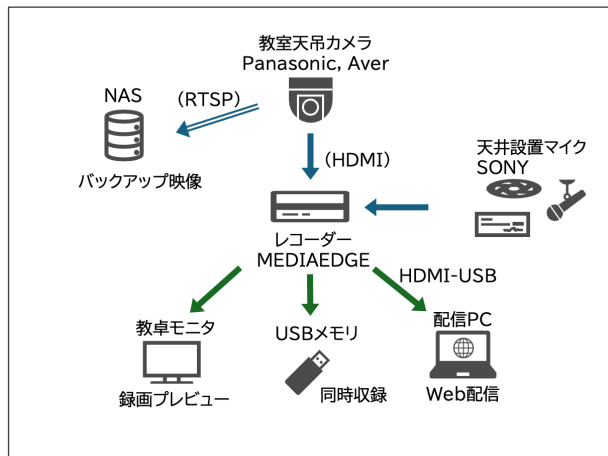 教室天吊カメラ
Panasonic, Aver
NAS
(RTSP)
バックアップ映像
(HDMI)
天井設置マイク
SONY
レコーダー
MEDIAEDGE
HDMI-USB
教卓モニタ
録画プレビュー
USBメモリ
同時収録
配信PC
Web配信